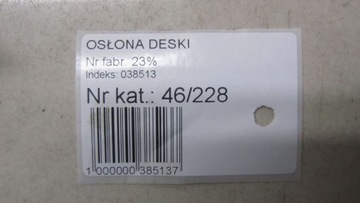 OSŁONA DESKI
Nr fabr. 23%
Indeks: 038513
Nr kat.: 46/228
1 000000 385137